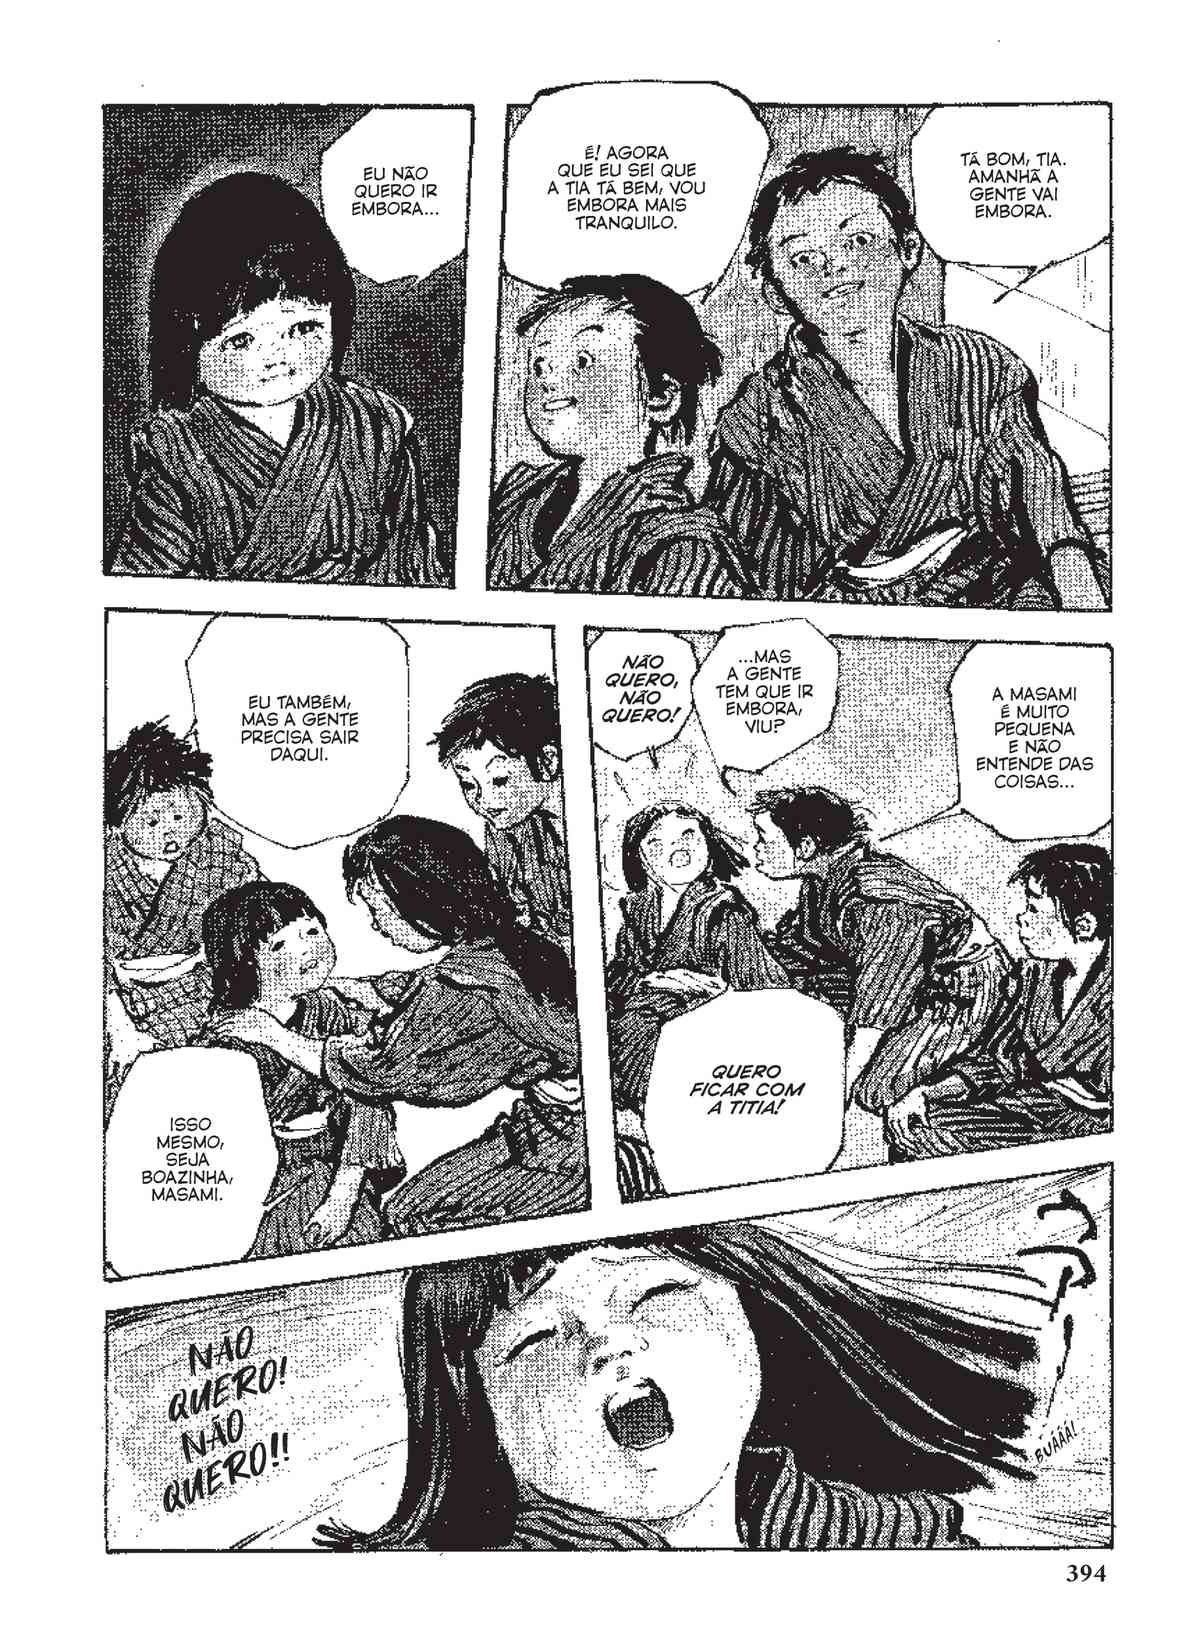 TÁ BOM, TIA.
AMANHÃ A
GENTE VAI
EMBORA.
É! AGORA
QUE EU SEI QUE
A TIA TÁ BEM, VOU
EMBORA MAIS
TRANQUILO.
EU NÃO
QUERO IR
EMBORA...
A MASAMI
É MUITO
PEQUENA
E NÃO
ENTENDE DAS
COISAS...
...MAS
A GENTE
TEM QUE IR
EMBORA,
VIU?
NÃO
QUERO,
NÃO
QUERO!
QUERO
FICAR COM
A TITIA!
EU TAMBÉM,
MAS A GENTE
PRECISA SAIR
DAQUI.
ISSO
MESMO,
SEJA
BOAZINHA,
MASAMI.
BUÁÁÁ!
NÃO
QUERO!
NÃO
QUERO!!
394